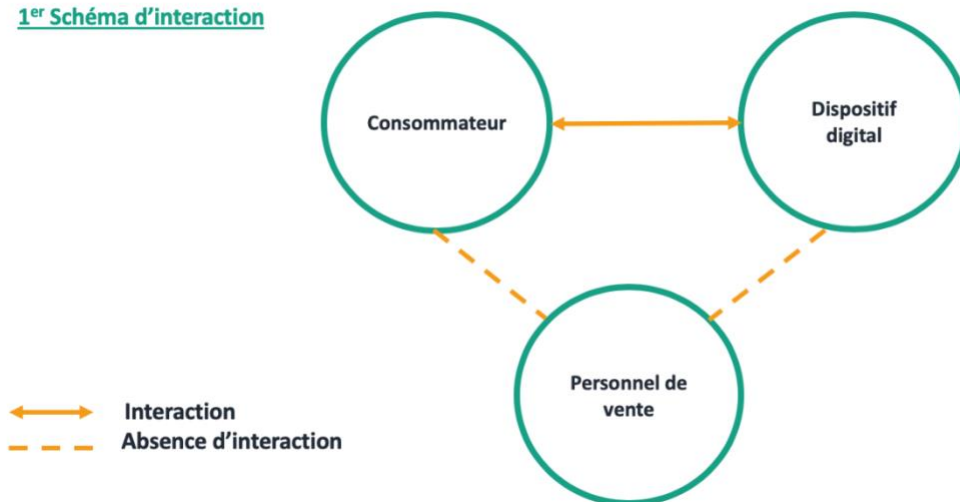 1er Schéma d’interaction
Consommateur
Dispositif
digital
Personnel de
vente
Interaction
Absence d’interaction